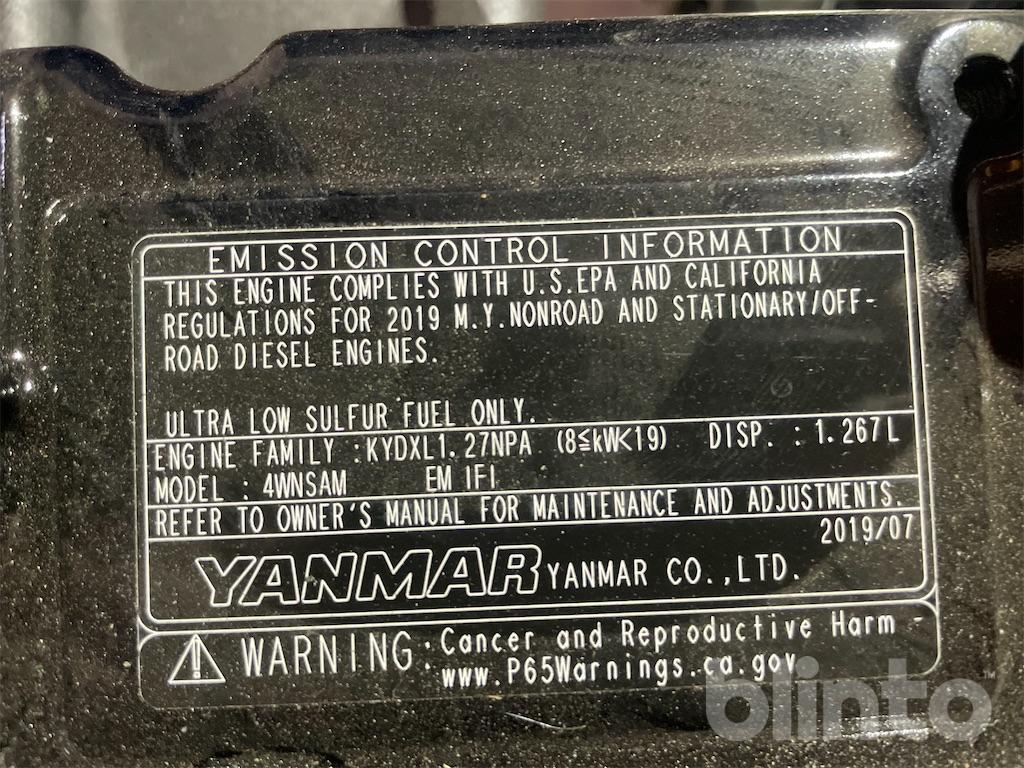 EMISSION CONTROL INFORMATION
THIS ENGINE COMPLIES WITH U.S.EPA AND CALIFORNIA
REGULATIONS FOR 2019 M.Y.NONROAD AND STATIONARY/OFF-
ROAD DIESEL ENGINES.
ULTRA LOW SULFUR FUEL ONLY.
ENGINE FAMILY :KYDXL1.27NPA (8≦kW<19) DISP. : 1.267L
MODEL : 4WNSAM EM IFI
REFER TO OWNER'S MANUAL FOR MAINTENANCE AND ADJUSTMENTS.
2019/07
YANMAR YANMAR CO.,LTD.
WARNING: Cancer and Reproductive Harm -
www.P65Warnings.ca.gov
blinto